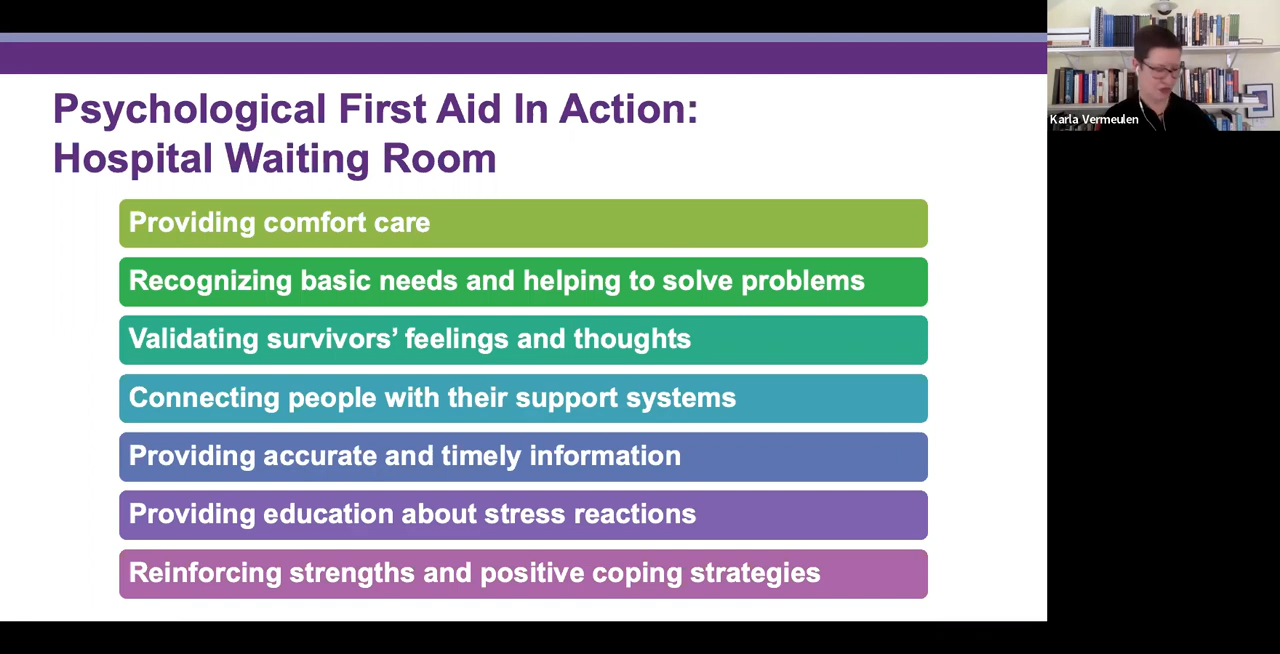 Psychological First Aid In Action:
Hospital Waiting Room
Providing comfort care
Recognizing basic needs and helping to solve problems
Validating survivors’ feelings and thoughts
Connecting people with their support systems
Providing accurate and timely information
Providing education about stress reactions
Reinforcing strengths and positive coping strategies
Karla Vermeulen